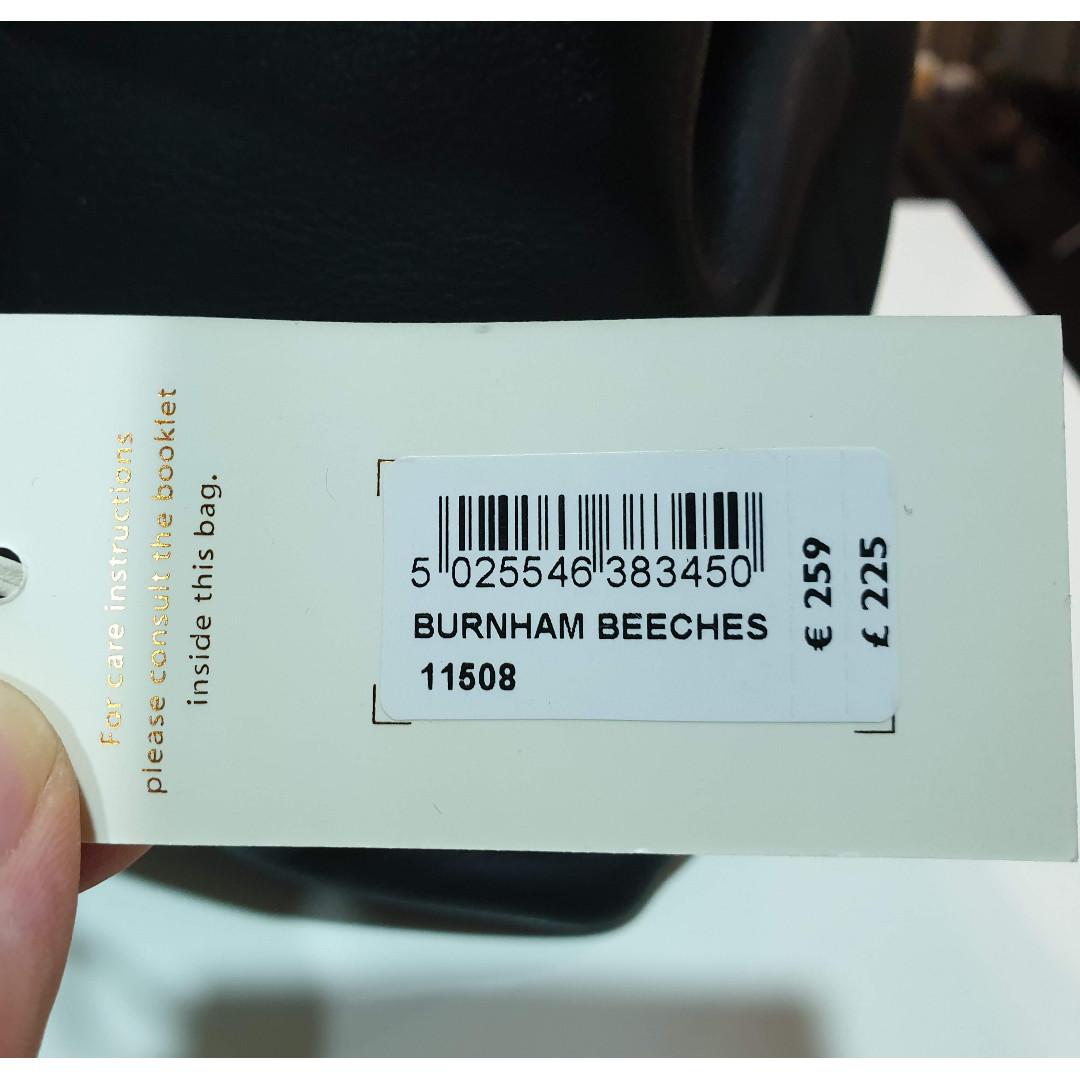 For care instructions
please consult the booklet
inside this bag.
5 025546 383450
BURNHAM BEECHES
11508
€ 259
£ 225